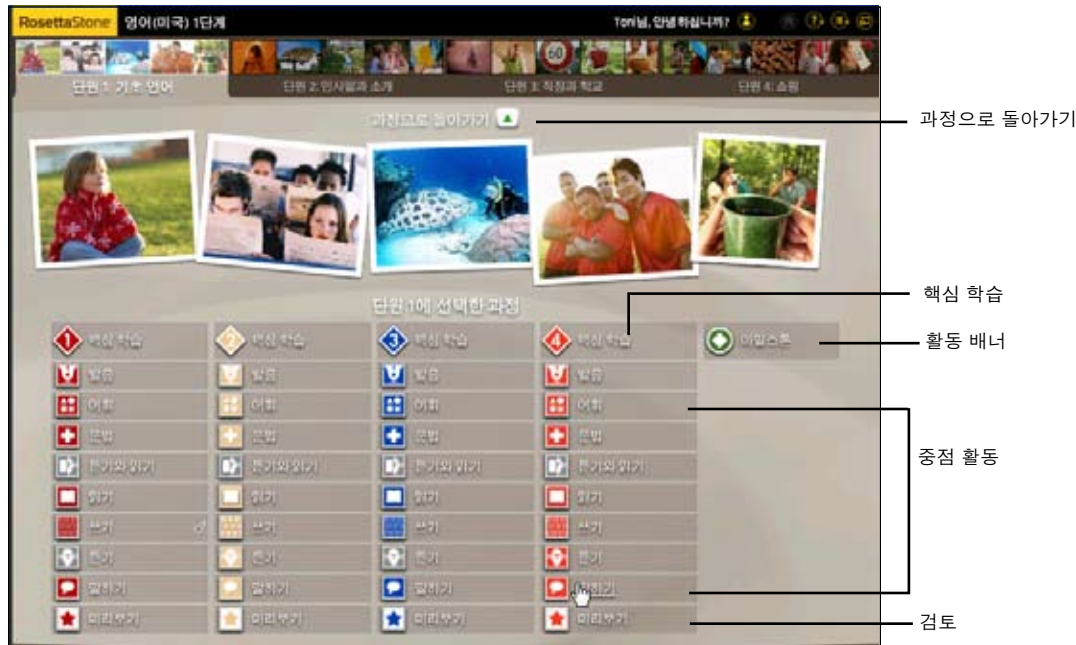 RosettaStone 영어(미국) 1단계 Toni님, 안녕하십니까?
60
단원 1: 기초 언어 단원 2: 인사말과 소개 단원 3: 직장과 학교 단원 4: 쇼핑
과정으로 돌아가기 과정으로 돌아가기
단원 1에 선택한 과정
1 핵심 학습 2 핵심 학습 3 핵심 학습 4 핵심 학습 마일스톤
발음 발음 발음 발음
어휘 어휘 어휘 어휘
문법 문법 문법 문법
듣기와 읽기 듣기와 읽기 듣기와 읽기 듣기와 읽기
읽기 읽기 읽기 읽기
쓰기 쓰기 쓰기 쓰기
듣기 듣기 듣기 듣기
말하기 말하기 말하기 말하기
미리보기 미리보기 미리보기 미리보기
핵심 학습
활동 배너
중점 활동
검토